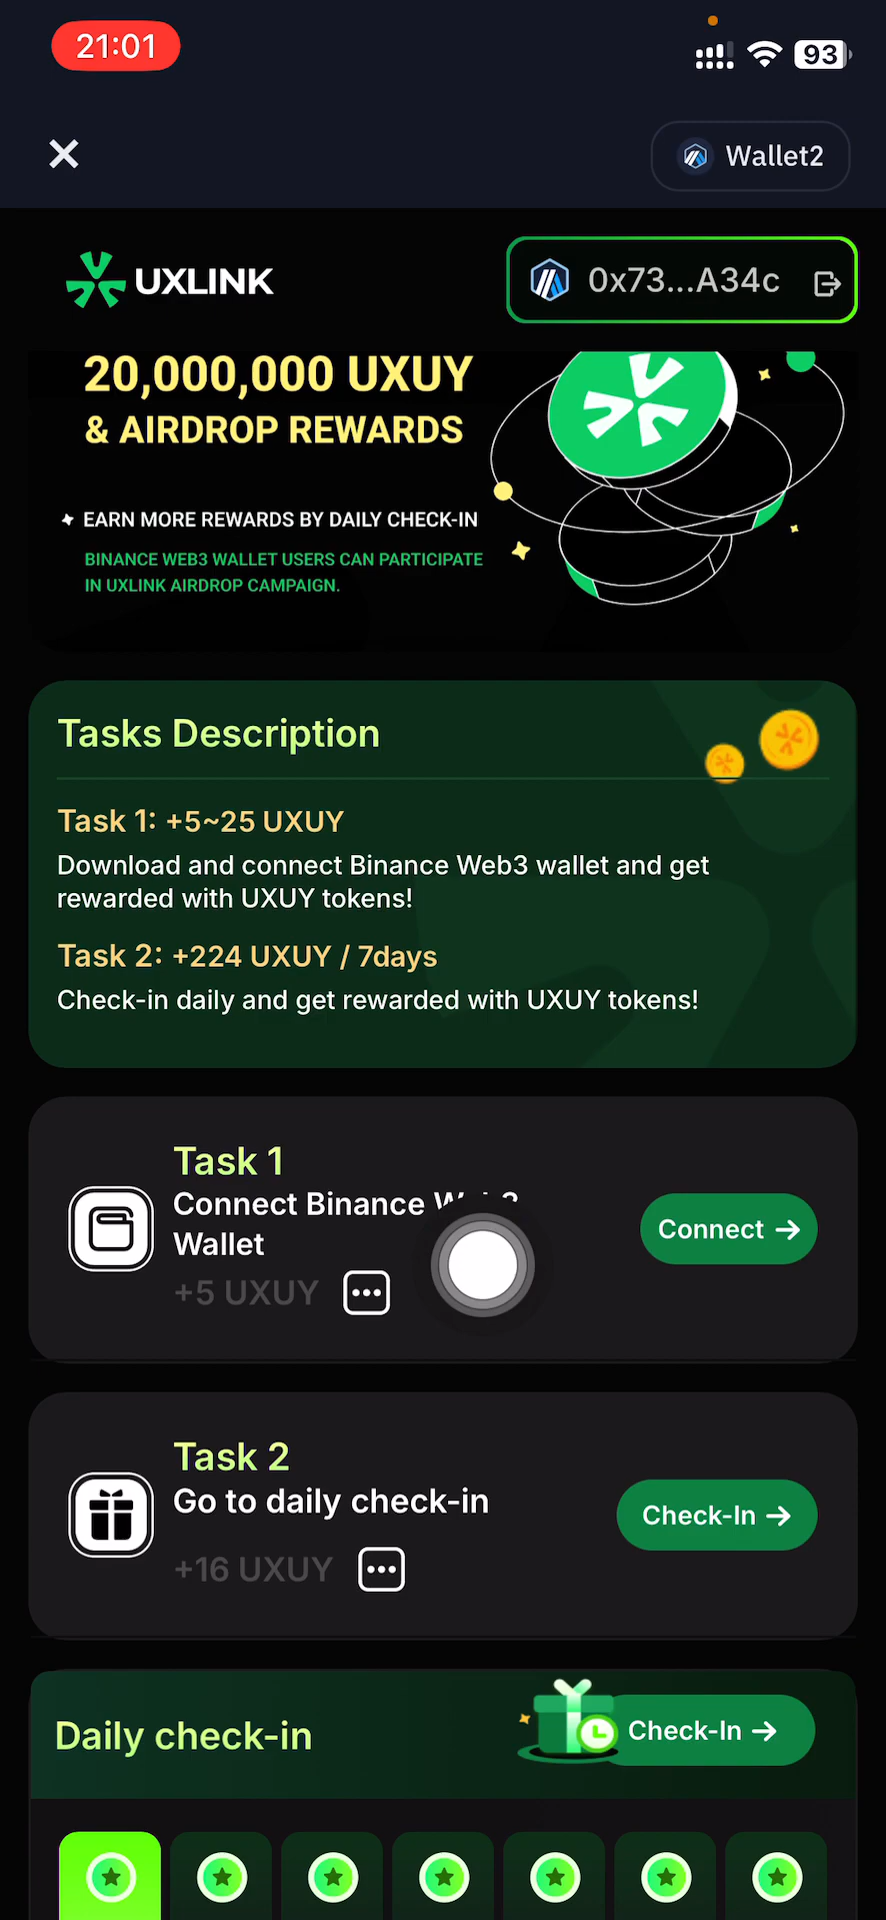 21:01
93
Wallet2
UXLINK
0x73...A34c
20,000,000 UXUY
& AIRDROP REWARDS
EARN MORE REWARDS BY DAILY CHECK-IN
BINANCE WEB3 WALLET USERS CAN PARTICIPATE
IN UXLINK AIRDROP CAMPAIGN.
Tasks Description
Task 1: +5~25 UXUY
Download and connect Binance Web3 wallet and get
rewarded with UXUY tokens!
Task 2: +224 UXUY / 7days
Check-in daily and get rewarded with UXUY tokens!
Task 1
Connect Binance
Wallet
+5 UXUY
Connect →
Task 2
Go to daily check-in
+16 UXUY
Check-In →
Daily check-in
Check-In →